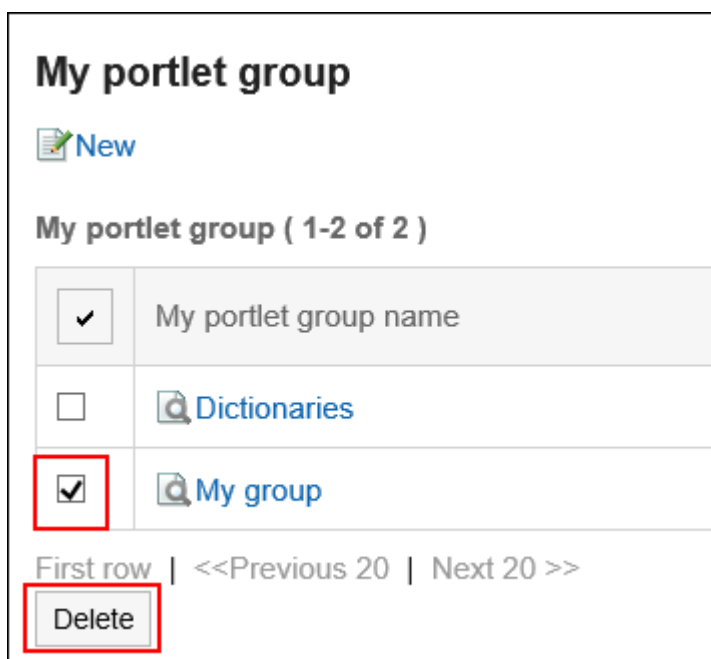 My portlet group
New
My portlet group ( 1-2 of 2 )
My portlet group name
Dictionaries
My group
First row | <<Previous 20 | Next 20 >>
Delete